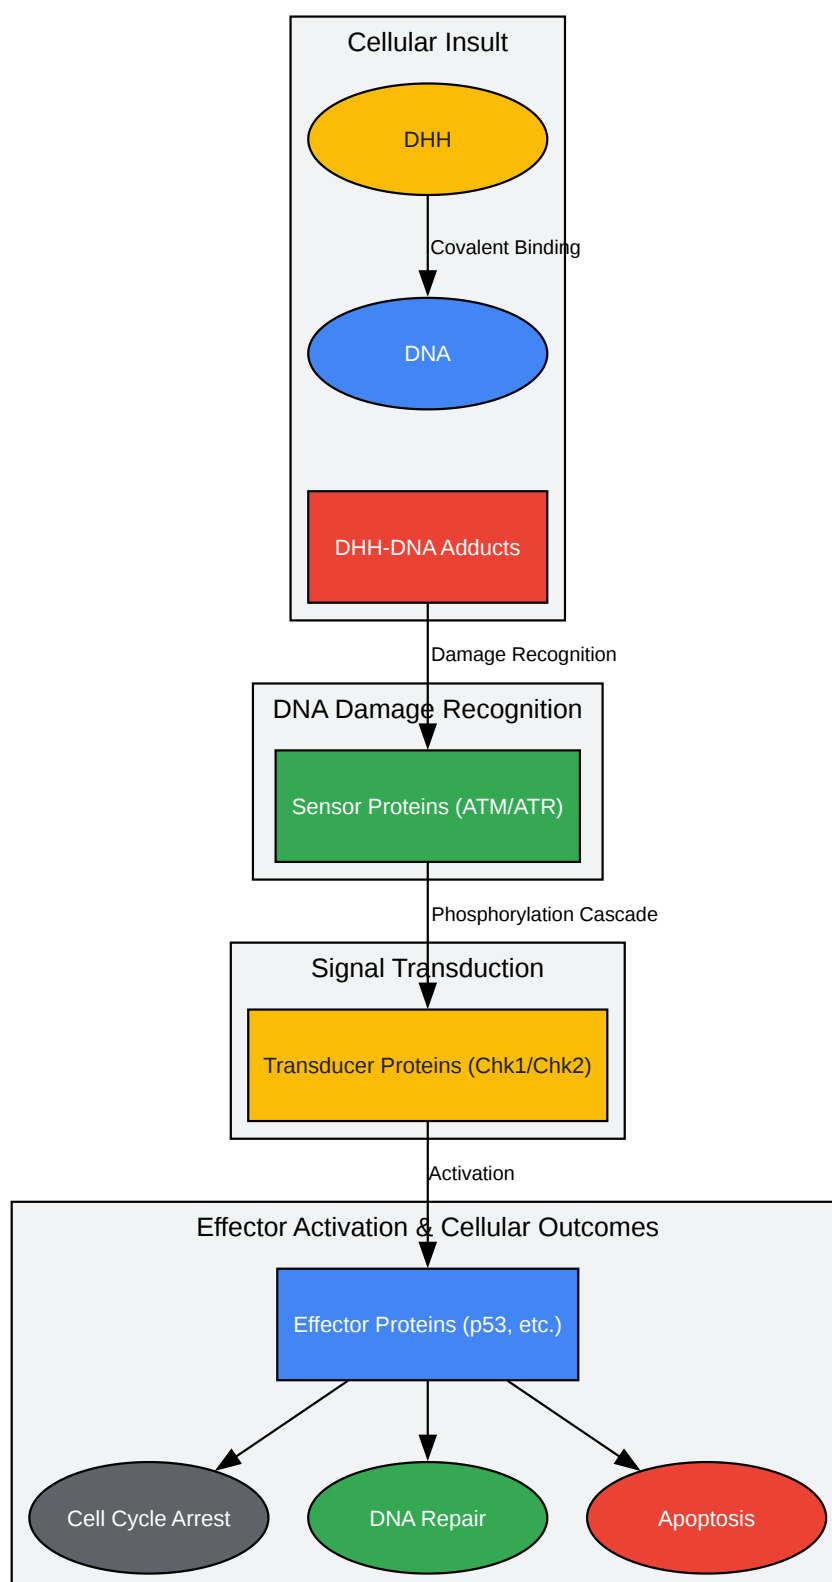 Cellular Insult
DHH
Covalent Binding
DNA
DHH-DNA Adducts
Damage Recognition
DNA Damage Recognition
Sensor Proteins (ATM/ATR)
Phosphorylation Cascade
Signal Transduction
Transducer Proteins (Chk1/Chk2)
Activation
Effector Activation & Cellular Outcomes
Effector Proteins (p53, etc.)
Cell Cycle Arrest
DNA Repair
Apoptosis